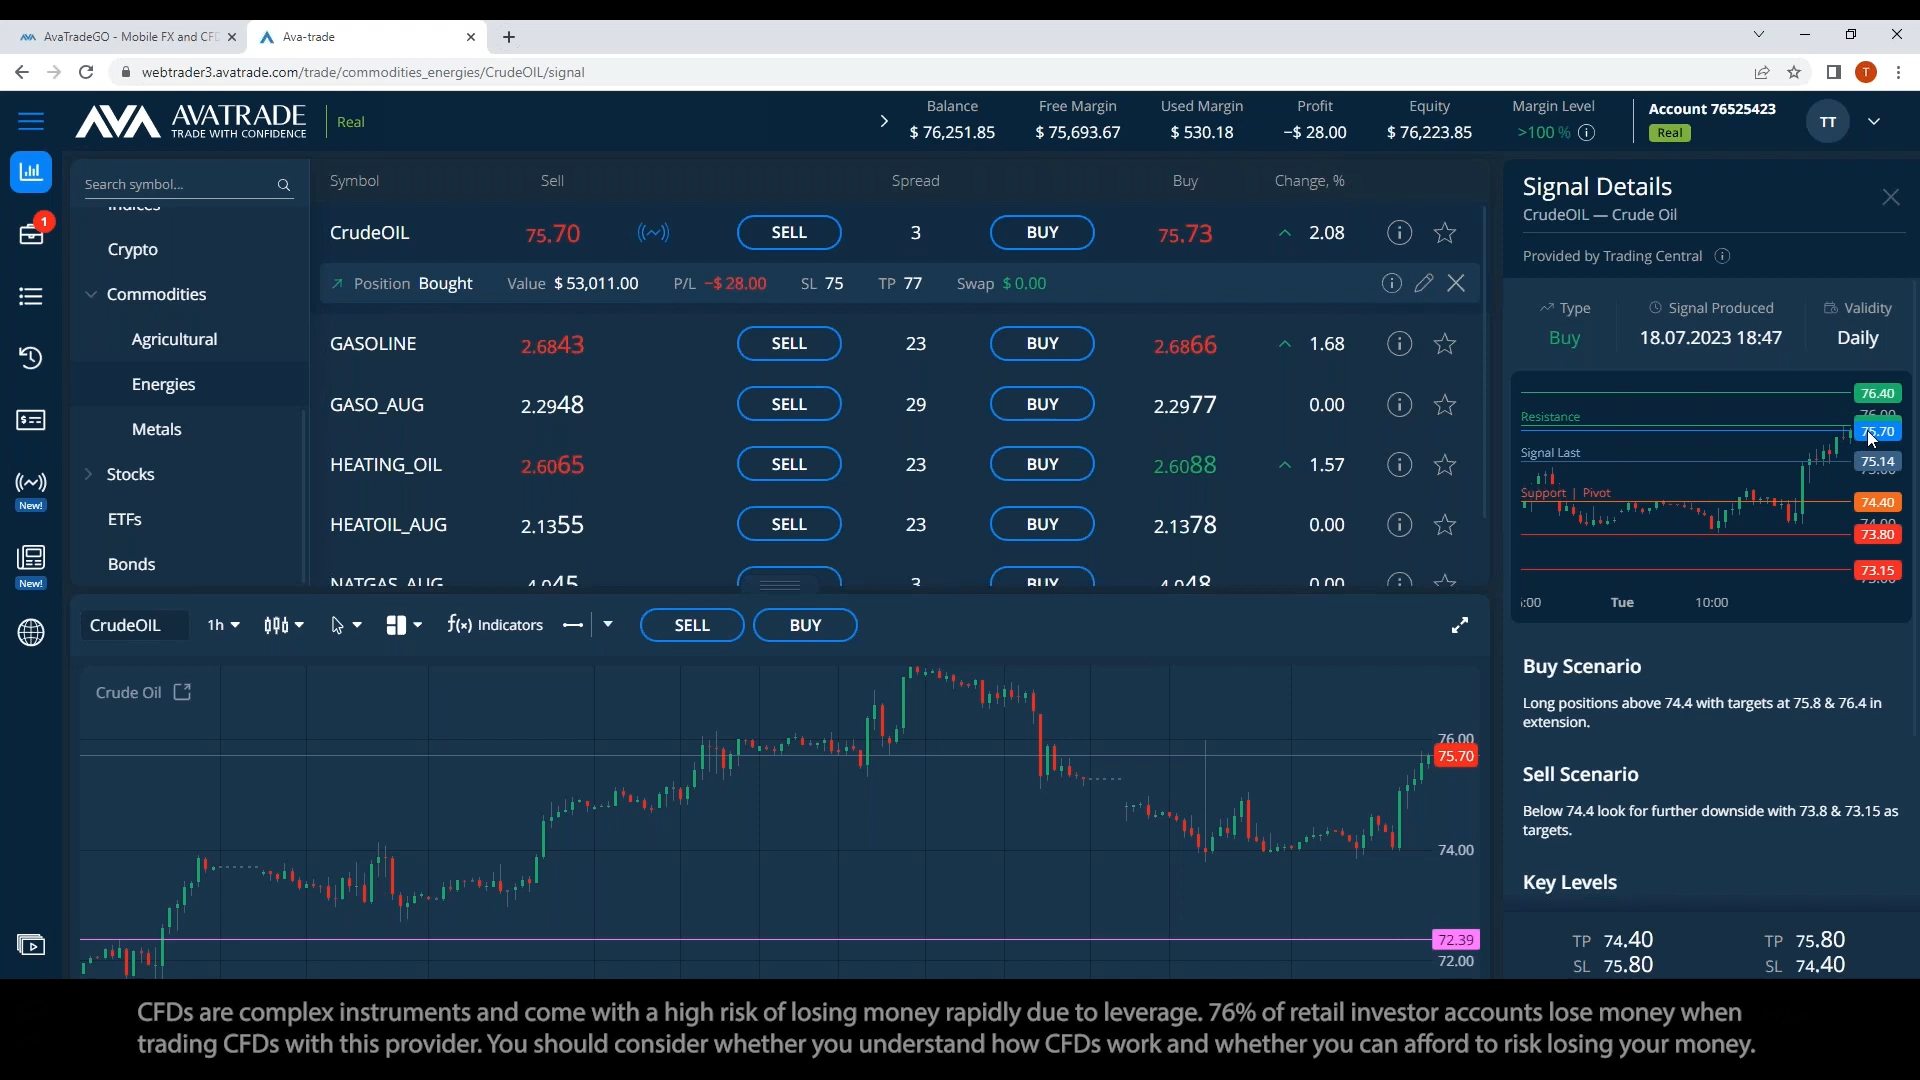 AvaTradeGO - Mobile FX and CFD
Ava-trade
webtrader3.avatrade.com/trade/commodities_energies/CrudeOIL/signal
T
AVA AVATRADE
TRADE WITH CONFIDENCE
Real
Balance
$ 76,251.85
Free Margin
$ 75,693.67
Used Margin
$ 530.18
Profit
−$ 28.00
Equity
$ 76,223.85
Margin Level
>100 %
Account 76525423
Real
TT
1
New!
New!
Search symbol...
Indices
Crypto
Commodities
Agricultural
Energies
Metals
Stocks
ETFs
Bonds
Symbol Sell Spread Buy Change, %
CrudeOIL 75.70 SELL 3 BUY 75.73 2.08
Position Bought Value $ 53,011.00 P/L −$ 28.00 SL 75 TP 77 Swap $ 0.00
GASOLINE 2.6843 SELL 23 BUY 2.6866 1.68
GASO_AUG 2.2948 SELL 29 BUY 2.2977 0.00
HEATING_OIL 2.6065 SELL 23 BUY 2.6088 1.57
HEATOIL_AUG 2.1355 SELL 23 BUY 2.1378 0.00
NATGAS_AUG BUY 0.00
CrudeOIL 1h f(x) Indicators SELL BUY
Crude Oil
76.00
75.70
74.00
72.39
72.00
Signal Details
CrudeOIL — Crude Oil
Provided by Trading Central
Type
Buy
Signal Produced
18.07.2023 18:47
Validity
Daily
76.40
Resistance
76.00
75.70
Signal Last
75.14
Support | Pivot
74.40
74.00
73.80
73.15
:00 Tue 10:00
Buy Scenario
Long positions above 74.4 with targets at 75.8 & 76.4 in
extension.
Sell Scenario
Below 74.4 look for further downside with 73.8 & 73.15 as
targets.
Key Levels
TP 74.40 TP 75.80
SL 75.80 SL 74.40
CFDs are complex instruments and come with a high risk of losing money rapidly due to leverage. 76% of retail investor accounts lose money when
trading CFDs with this provider. You should consider whether you understand how CFDs work and whether you can afford to risk losing your money.